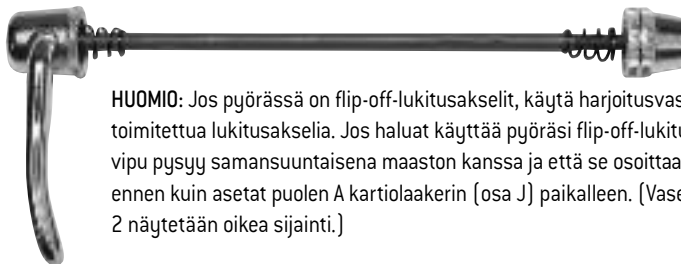 HUOMIO: Jos pyörässä on flip-off-lukitusakselit, käytä harjoitusvas
toimitettua lukitusakselia. Jos haluat käyttää pyöräsi flip-off-lukitu
vipu pysyy samansuuntaisena maaston kanssa ja että se osoittaa
ennen kuin asetat puolen A kartiolaakerin (osa J) paikalleen. (Vase
2 näytetään oikea sijainti.)